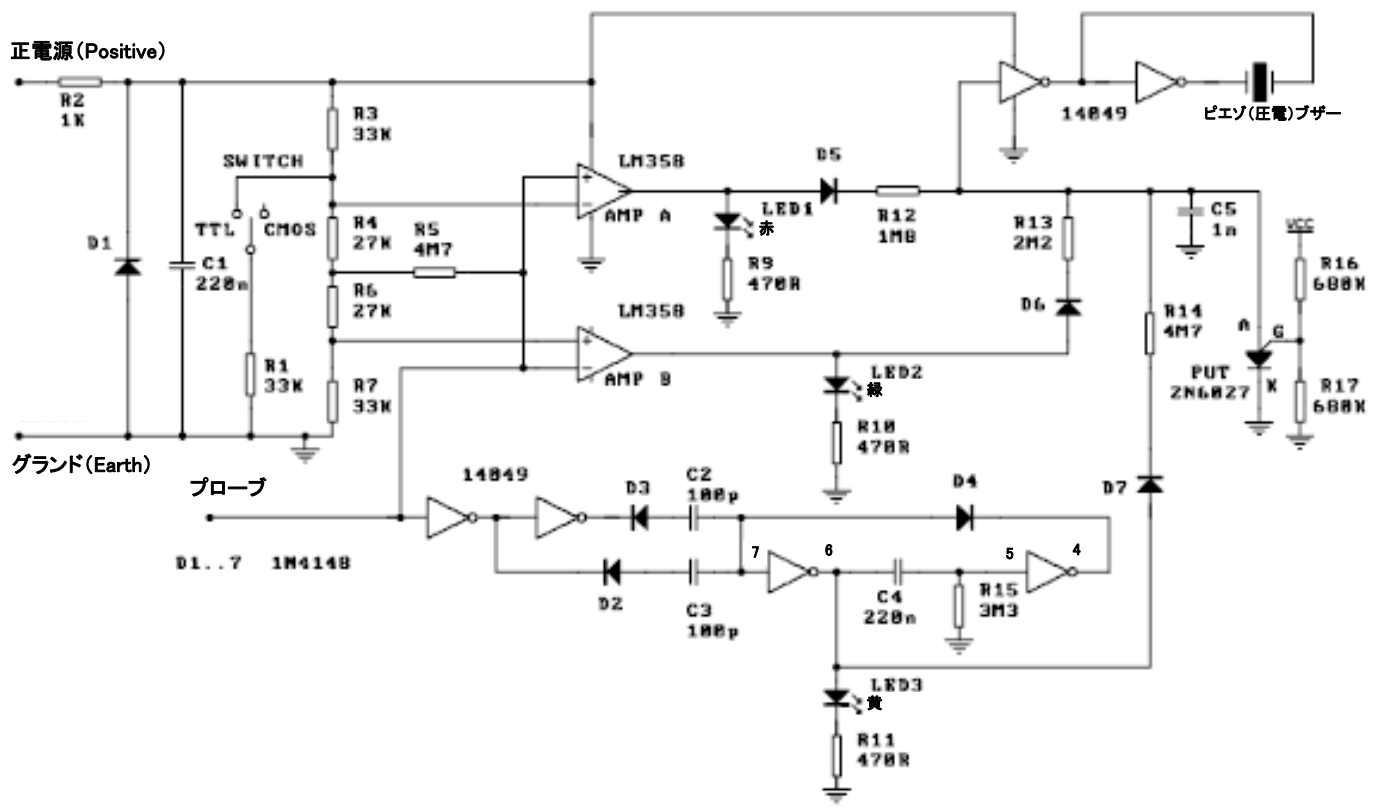 正電源(Positive)
R2
1K
R3
33K
14049
ピエゾ(圧電)ブザー
SWITCH
LM358
D5
TTL
CMOS
R4
27K
R5
4M7
AMP A
LED1
赤
R12
1M8
R13
2M2
C5
1n
VCC
D1
C1
220n
R9
470R
R16
680K
R6
27K
LM358
D6
R14
4M7
A
G
R1
33K
R7
33K
AMP B
LED2
緑
PUT
2N6027
K
R17
680K
R10
470R
グランド(Earth)
プローブ
14049
D3
C2
100p
D4
D7
D1..7 1N4148
7
6
5
4
D2
C3
100p
C4
220n
R15
3M3
LED3
黄
R11
470R